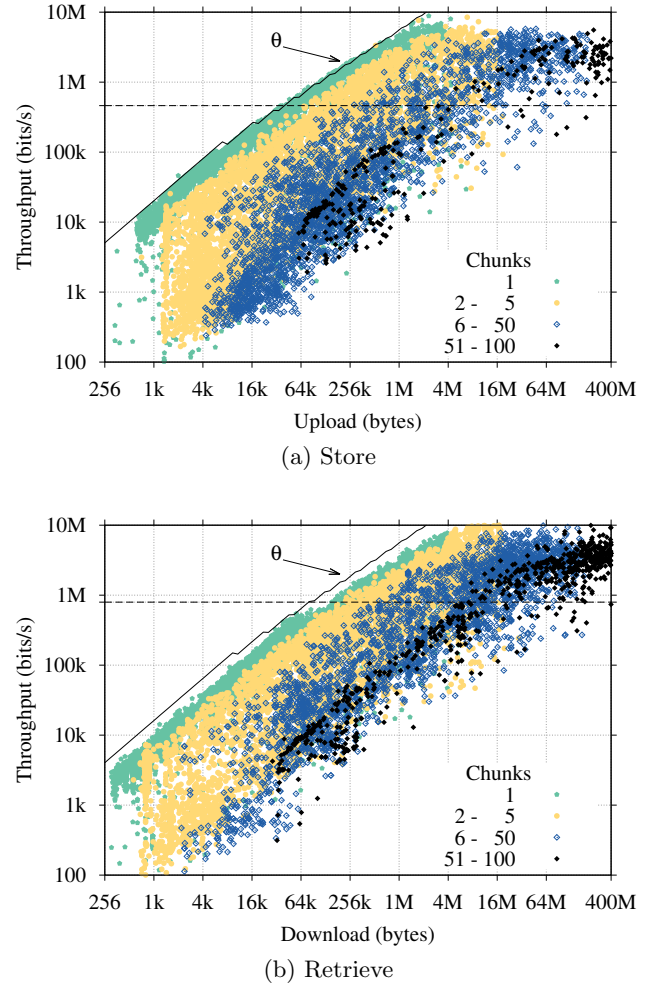 10M
1M
100k
10k
1k
100
Throughput (bits/s)
θ
Chunks
1
2 - 5
6 - 50
51 - 100
256 1k 4k 16k 64k 256k 1M 4M 16M 64M 400M
Upload (bytes)
(a) Store
10M
1M
100k
10k
1k
100
Throughput (bits/s)
θ
Chunks
1
2 - 5
6 - 50
51 - 100
256 1k 4k 16k 64k 256k 1M 4M 16M 64M 400M
Download (bytes)
(b) Retrieve